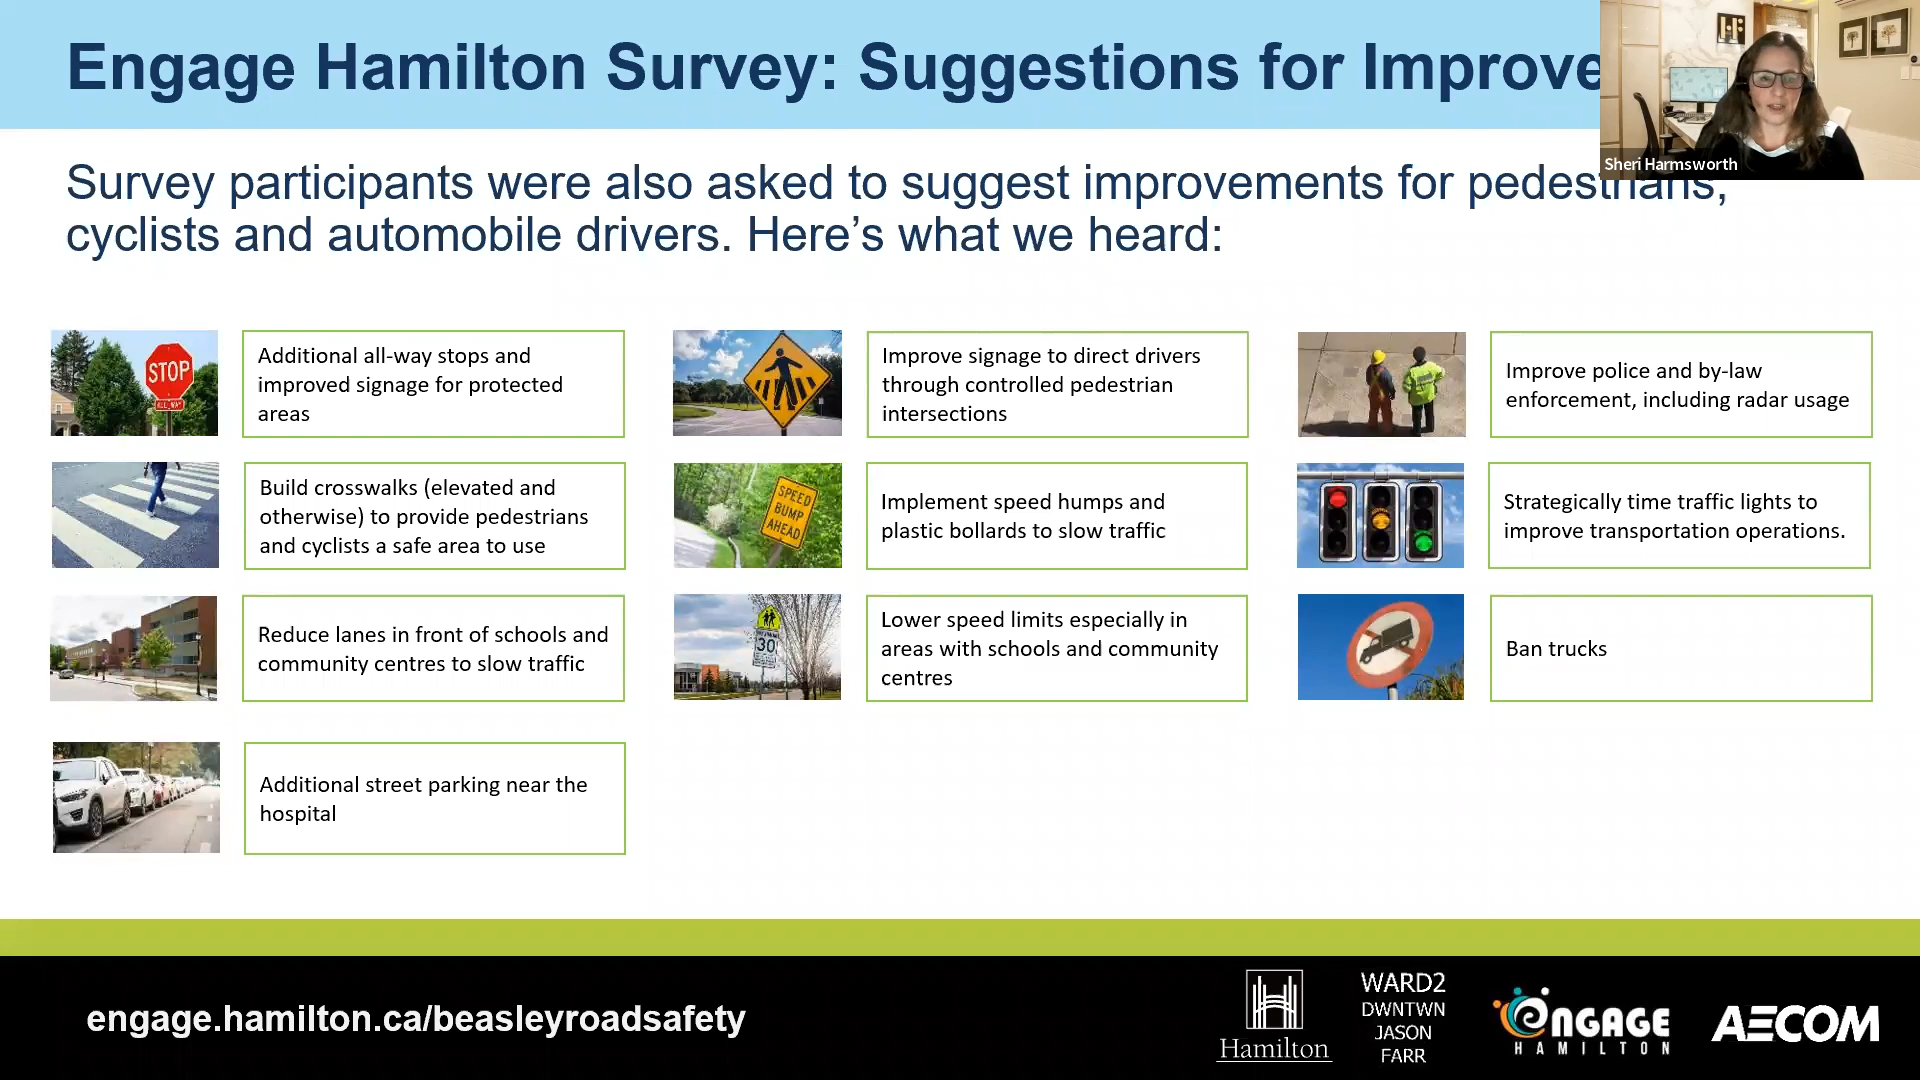 Engage Hamilton Survey: Suggestions for Improve
Sheri Harmsworth
Survey participants were also asked to suggest improvements for pedestrians,
cyclists and automobile drivers. Here’s what we heard:
STOP
ALL WAY
Additional all-way stops and
improved signage for protected
areas
Improve signage to direct drivers
through controlled pedestrian
intersections
Improve police and by-law
enforcement, including radar usage
Build crosswalks (elevated and
otherwise) to provide pedestrians
and cyclists a safe area to use
SPEED
BUMP
AHEAD
Implement speed humps and
plastic bollards to slow traffic
Strategically time traffic lights to
improve transportation operations.
Reduce lanes in front of schools and
community centres to slow traffic
30
Lower speed limits especially in
areas with schools and community
centres
Ban trucks
Additional street parking near the
hospital
engage.hamilton.ca/beasleyroadsafety
Hamilton
WARD2
DWNTWN
JASON
FARR
ENGAGE
HAMILTON
AECOM